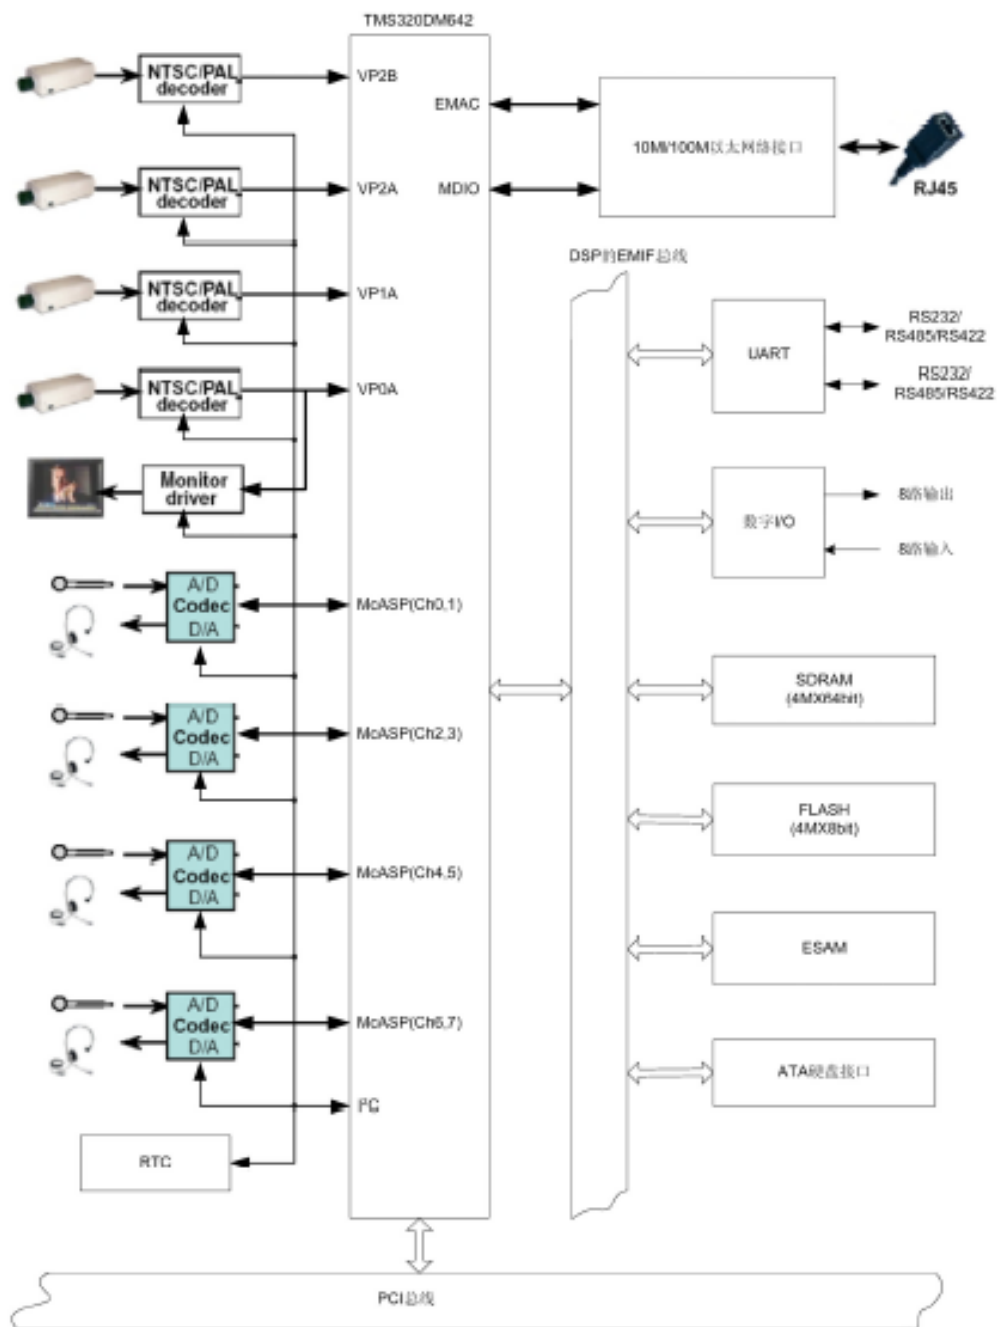 TMS320DM642
NTSC/PAL
decoder
VP2B
EMAC
10M/100M以太网络接口
RJ45
NTSC/PAL
decoder
VP2A
MDIO
DSP的EMIF总线
NTSC/PAL
decoder
VP1A
UART
RS232/
RS485/RS422
RS232/
RS485/RS422
NTSC/PAL
decoder
VP0A
Monitor
driver
数字I/O
8路输出
8路输入
A/D
Codec
D/A
McASP(Ch0,1)
SDRAM
(4MX64bit)
A/D
Codec
D/A
McASP(Ch2,3)
FLASH
(4MX8bit)
A/D
Codec
D/A
McASP(Ch4,5)
ESAM
A/D
Codec
D/A
McASP(Ch6,7)
ATA硬盘接口
I²C
RTC
PCI总线